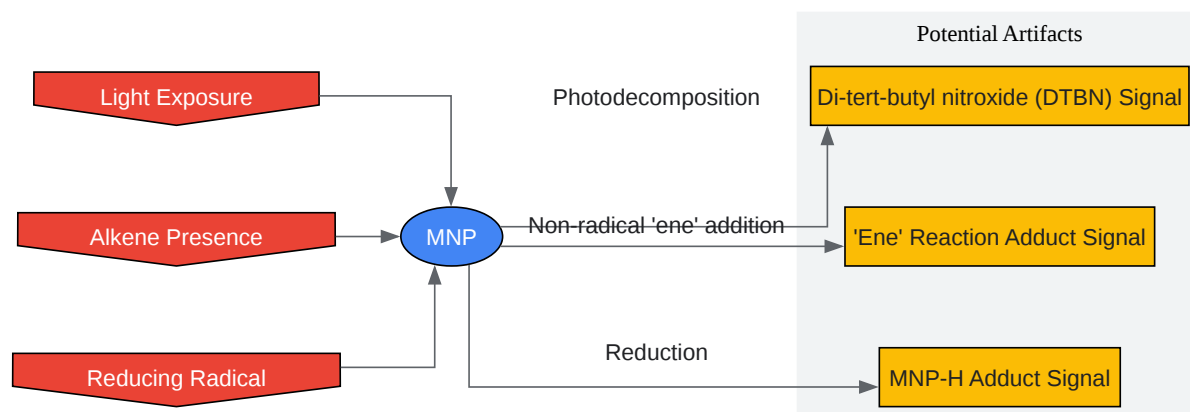 Potential Artifacts
Light Exposure
Photodecomposition
Di-tert-butyl nitroxide (DTBN) Signal
Alkene Presence
MNP
Non-radical 'ene' addition
'Ene' Reaction Adduct Signal
Reducing Radical
Reduction
MNP-H Adduct Signal